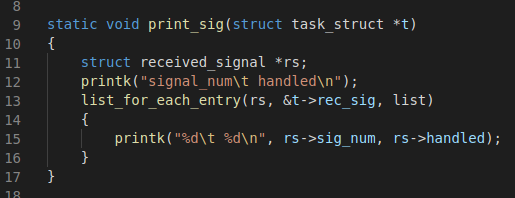 8
9 static void print_sig(struct task_struct *t)
10 {
11     struct received_signal *rs;
12     printk("signal_num\t handled\n");
13     list_for_each_entry(rs, &t->rec_sig, list)
14     {
15         printk("%d\t %d\n", rs->sig_num, rs->handled);
16     }
17 }
18